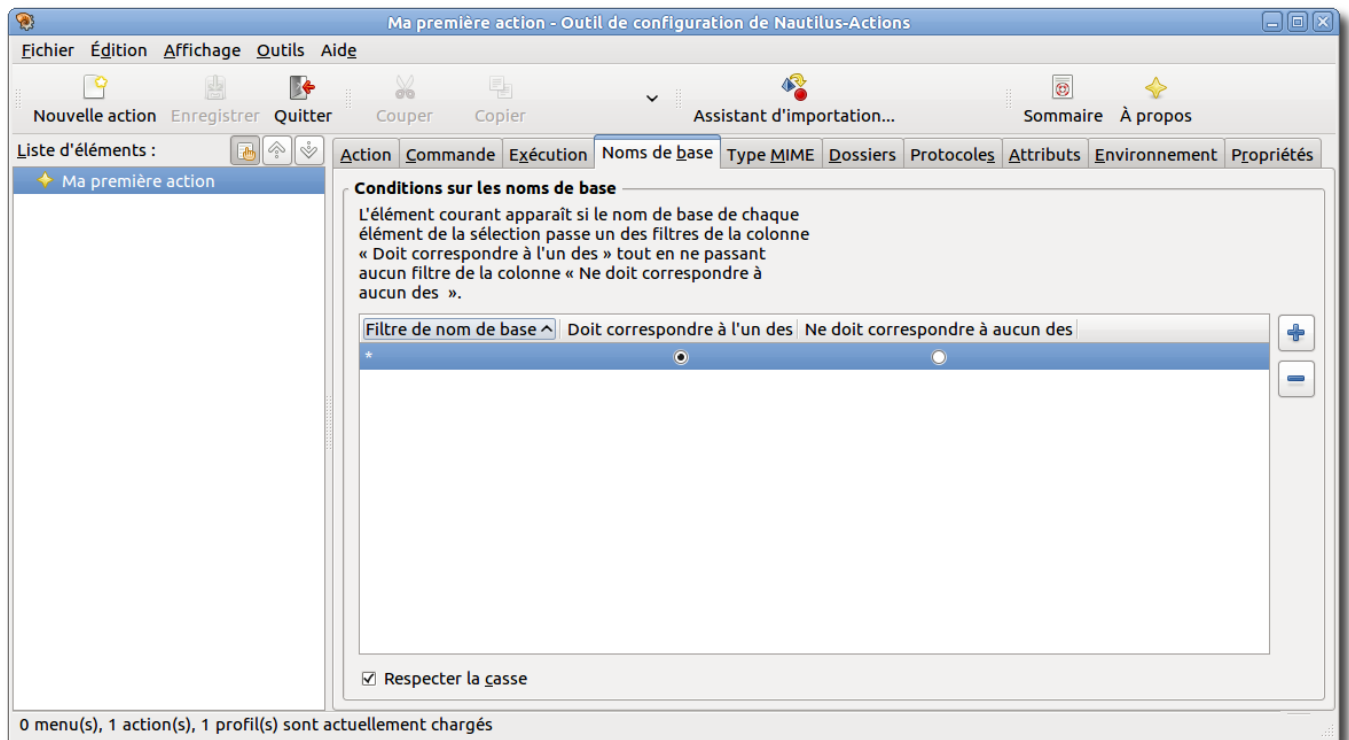 Ma première action - Outil de configuration de Nautilus-Actions
Fichier Édition Affichage Outils Aide
Nouvelle action Enregistrer Quitter Couper Copier Assistant d'importation... Sommaire À propos
Liste d'éléments :
Action Commande Exécution Noms de base Type MIME Dossiers Protocoles Attributs Environnement Propriétés
Ma première action
Conditions sur les noms de base
L'élément courant apparaît si le nom de base de chaque
élément de la sélection passe un des filtres de la colonne
« Doit correspondre à l'un des » tout en ne passant
aucun filtre de la colonne « Ne doit correspondre à
aucun des  ».
Filtre de nom de base Doit correspondre à l'un des Ne doit correspondre à aucun des
*
Respecter la casse
0 menu(s), 1 action(s), 1 profil(s) sont actuellement chargés